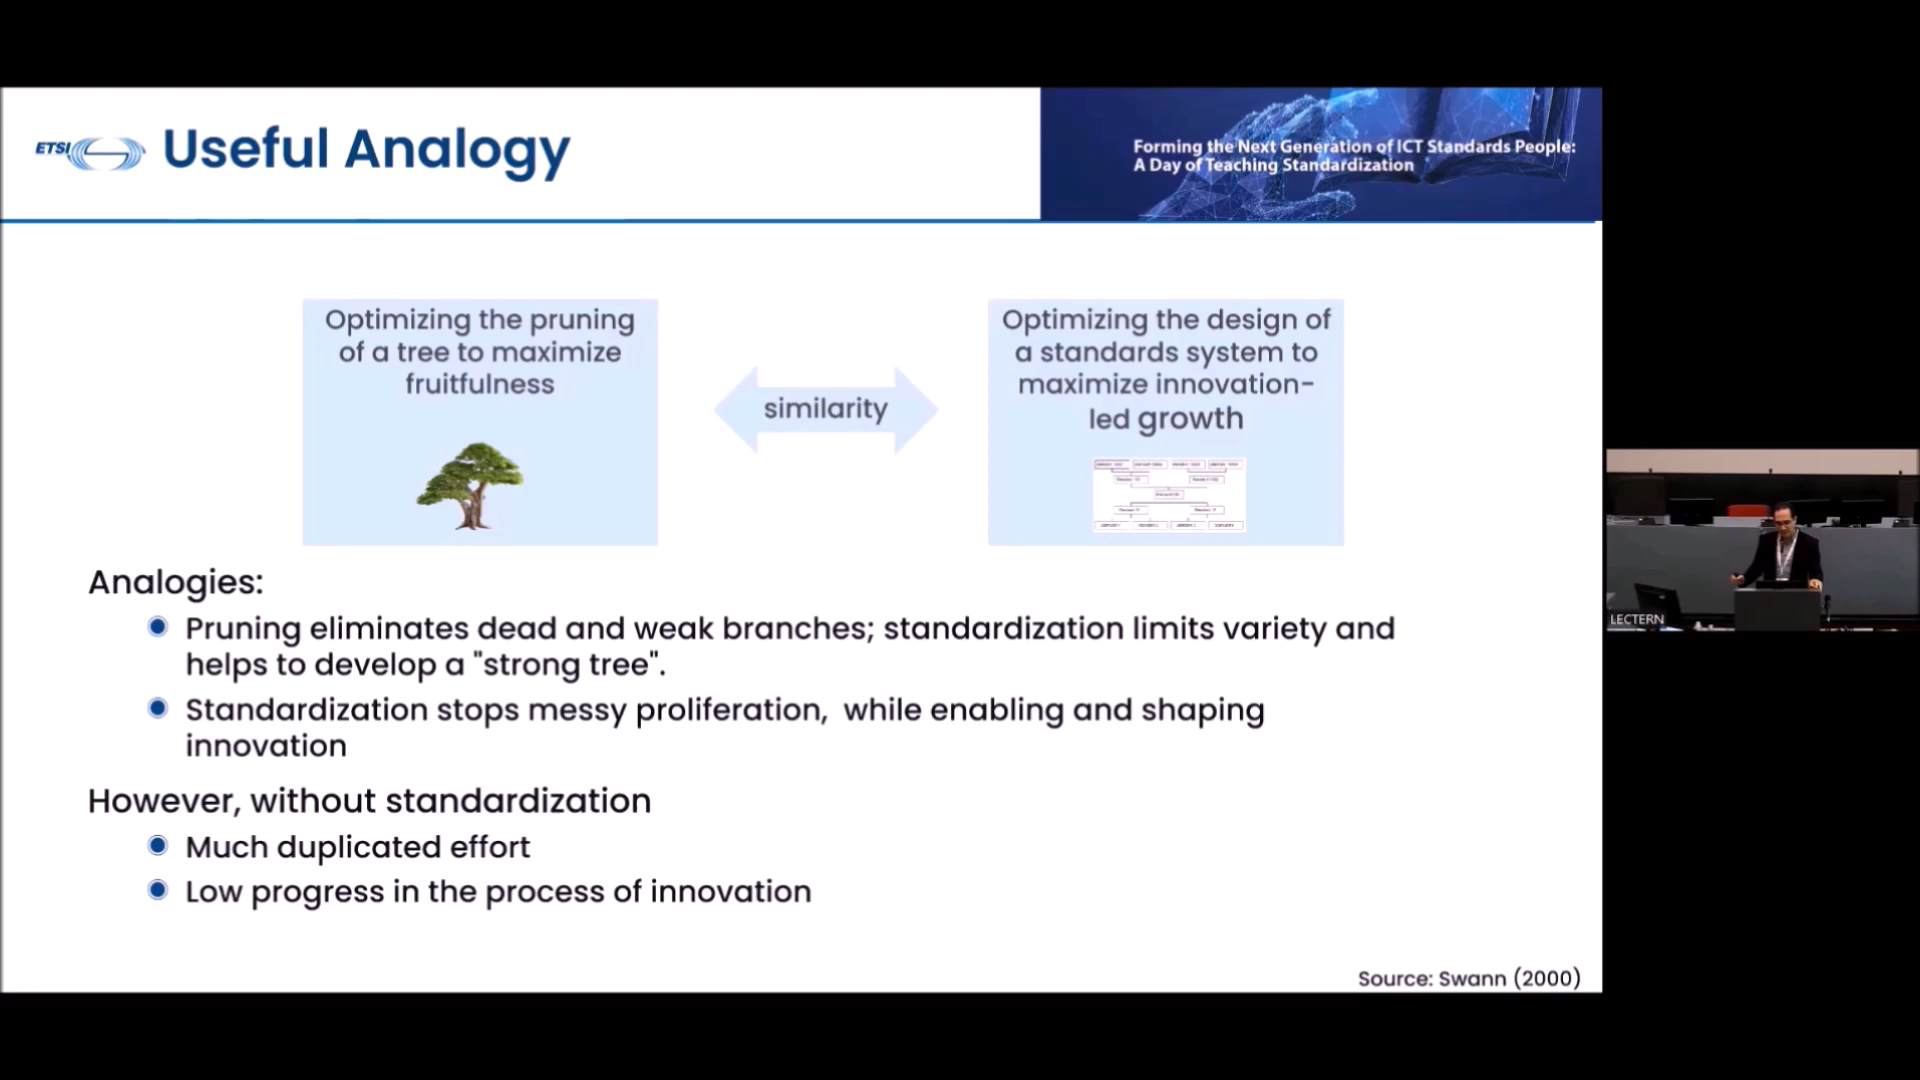 ETSI
Useful Analogy
Forming the Next Generation of ICT Standards People:
A Day of Teaching Standardization
Optimizing the pruning
of a tree to maximize
fruitfulness
similarity
Optimizing the design of
a standards system to
maximize innovation-
led growth
Analogies:
Pruning eliminates dead and weak branches; standardization limits variety and
helps to develop a "strong tree".
Standardization stops messy proliferation,  while enabling and shaping
innovation
However, without standardization
Much duplicated effort
Low progress in the process of innovation
Source: Swann (2000)
LECTERN